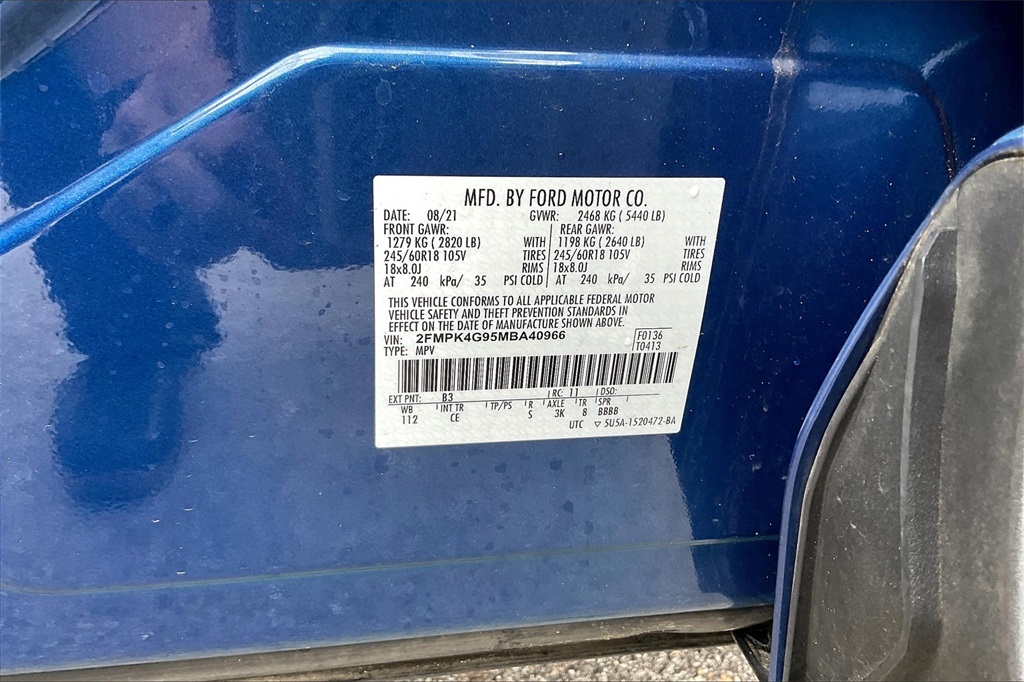 MFD. BY FORD MOTOR CO.
DATE: 08/21 GVWR: 2468 KG ( 5440 LB)
FRONT GAWR: REAR GAWR:
1279 KG ( 2820 LB) WITH 1198 KG ( 2640 LB) WITH
245/60R18 105V TIRES 245/60R18 105V TIRES
18x8.0J RIMS 18x8.0J RIMS
AT 240 kPa/ 35 PSI COLD AT 240 kPa/ 35 PSI COLD
THIS VEHICLE CONFORMS TO ALL APPLICABLE FEDERAL MOTOR
VEHICLE SAFETY AND THEFT PREVENTION STANDARDS IN
EFFECT ON THE DATE OF MANUFACTURE SHOWN ABOVE.
VIN: 2FMPK4G95MBA40966 F0136
TYPE: MPV T0413
EXT PNT: B3 RC: 11 DSO:
WB INT TR TP/PS R AXLE TR SPR
112 CE S 3K 8 BBBB
UTC ▽ 5U5A-1520472-BA